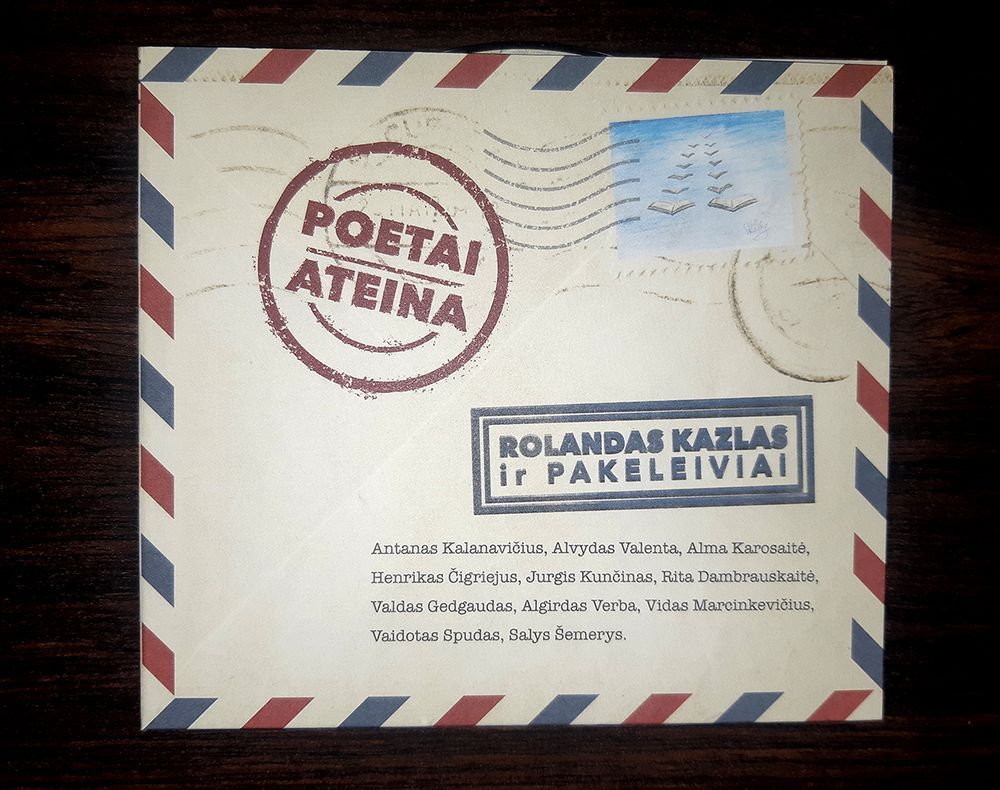 POETAI
ATEINA
ROLANDAS KAZLAS
ir PAKELEIVIAI
Antanas Kalanavičius, Alvydas Valenta, Alma Karosaitė,
Henrikas Čigriejus, Jurgis Kunčinas, Rita Dambrauskaitė,
Valdas Gedgaudas, Algirdas Verba, Vidas Marcinkevičius,
Vaidotas Spudas, Salys Šemerys.